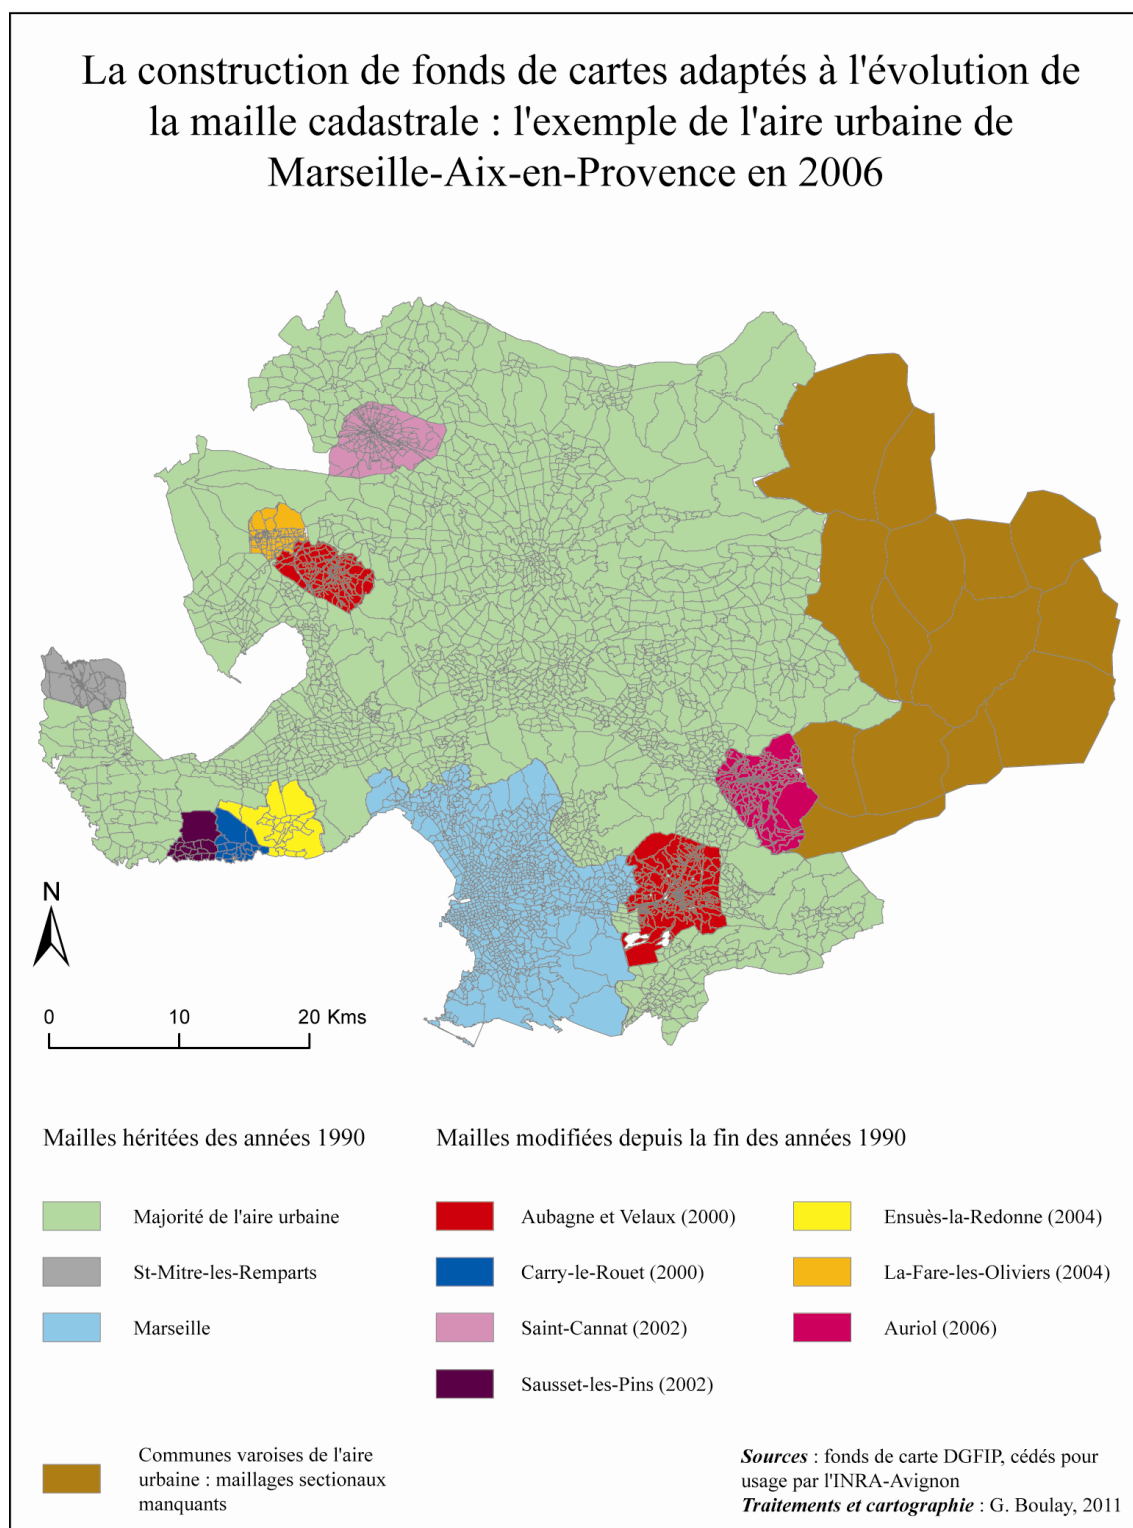 La construction de fonds de cartes adaptés à l'évolution de
la maille cadastrale : l'exemple de l'aire urbaine de
Marseille-Aix-en-Provence en 2006
N
0 10 20 Kms
Mailles héritées des années 1990
Majorité de l'aire urbaine
St-Mitre-les-Remparts
Marseille
Mailles modifiées depuis la fin des années 1990
Aubagne et Velaux (2000)
Carry-le-Rouet (2000)
Saint-Cannat (2002)
Sausset-les-Pins (2002)
Ensuès-la-Redonne (2004)
La-Fare-les-Oliviers (2004)
Auriol (2006)
Communes varoises de l'aire
urbaine : maillages sectionaux
manquants
Sources : fonds de carte DGFIP, cédés pour
usage par l'INRA-Avignon
Traitements et cartographie : G. Boulay, 2011